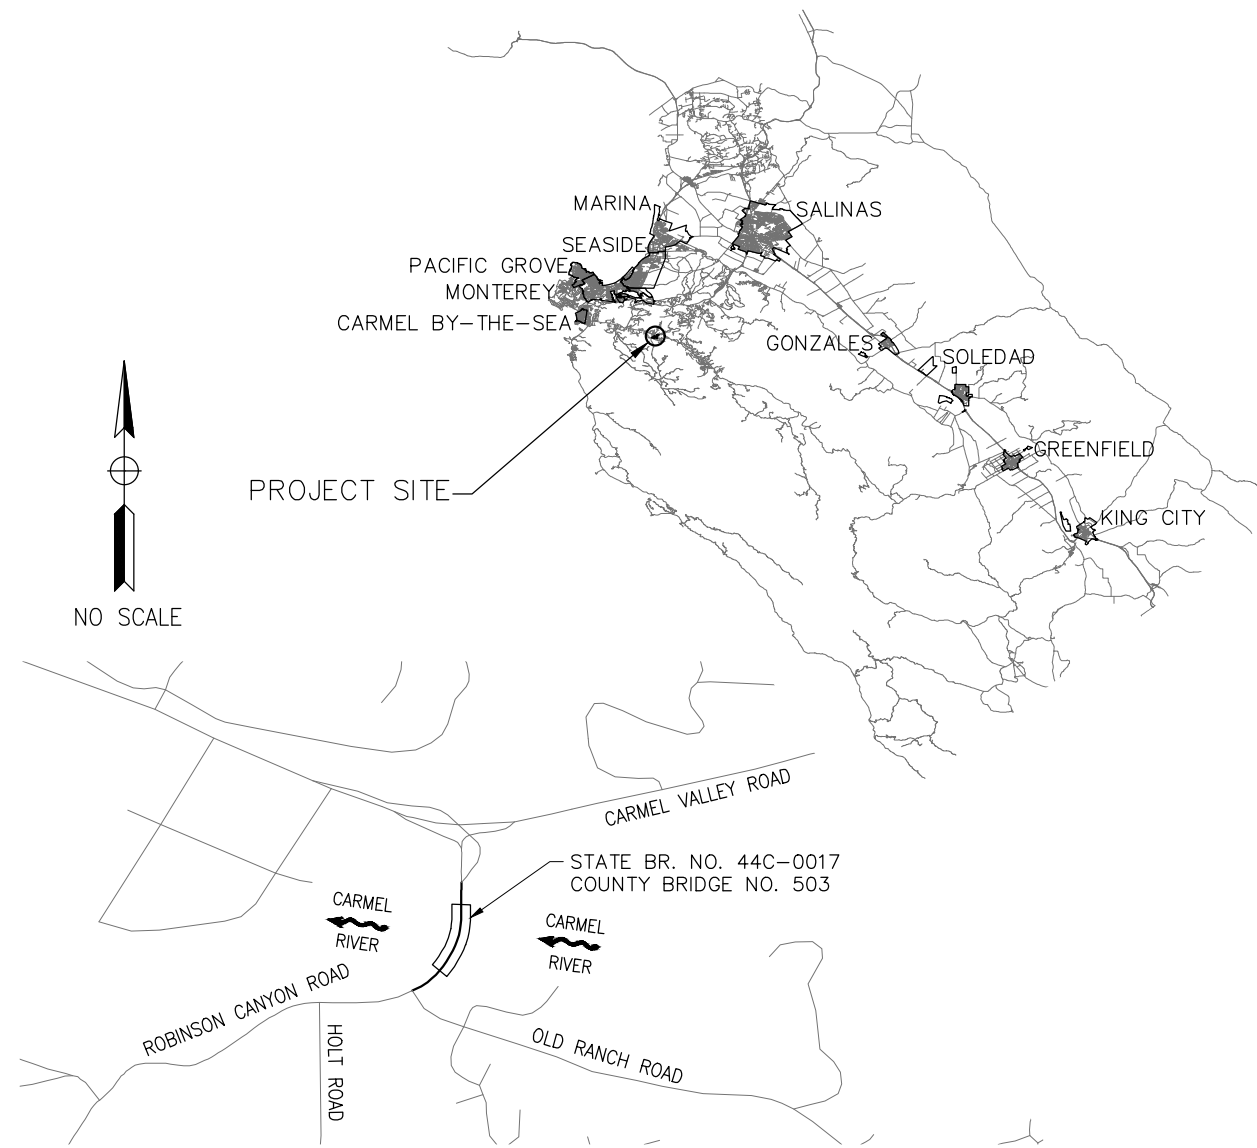 MARINA
SALINAS
SEASIDE
PACIFIC GROVE
MONTEREY
CARMEL BY-THE-SEA
GONZALES
SOLEDAD
GREENFIELD
PROJECT SITE
KING CITY
NO SCALE
CARMEL VALLEY ROAD
STATE BR. NO. 44C-0017
COUNTY BRIDGE NO. 503
CARMEL
RIVER
CARMEL
RIVER
ROBINSON CANYON ROAD
HOLT ROAD
OLD RANCH ROAD